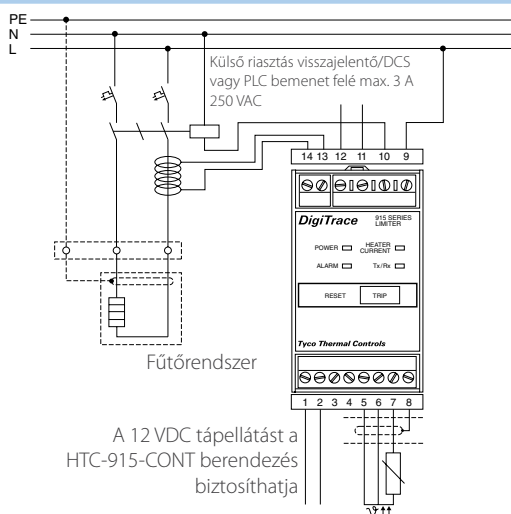 PE
N
L
Külső riasztás visszajelentő/DCS
vagy PLC bemenet felé max. 3 A
250 VAC
14 13 12 11 10 9
DigiTrace
915 SERIES
LIMITER
POWER
HEATER
CURRENT
ALARM
Tx/Rx
RESET
TRIP
Tyco Thermal Controls
Fűtőrendszer
1 2 3 4 5 6 7 8
A 12 VDC tápellátást a
HTC-915-CONT berendezés
biztosíthatja
ϑ